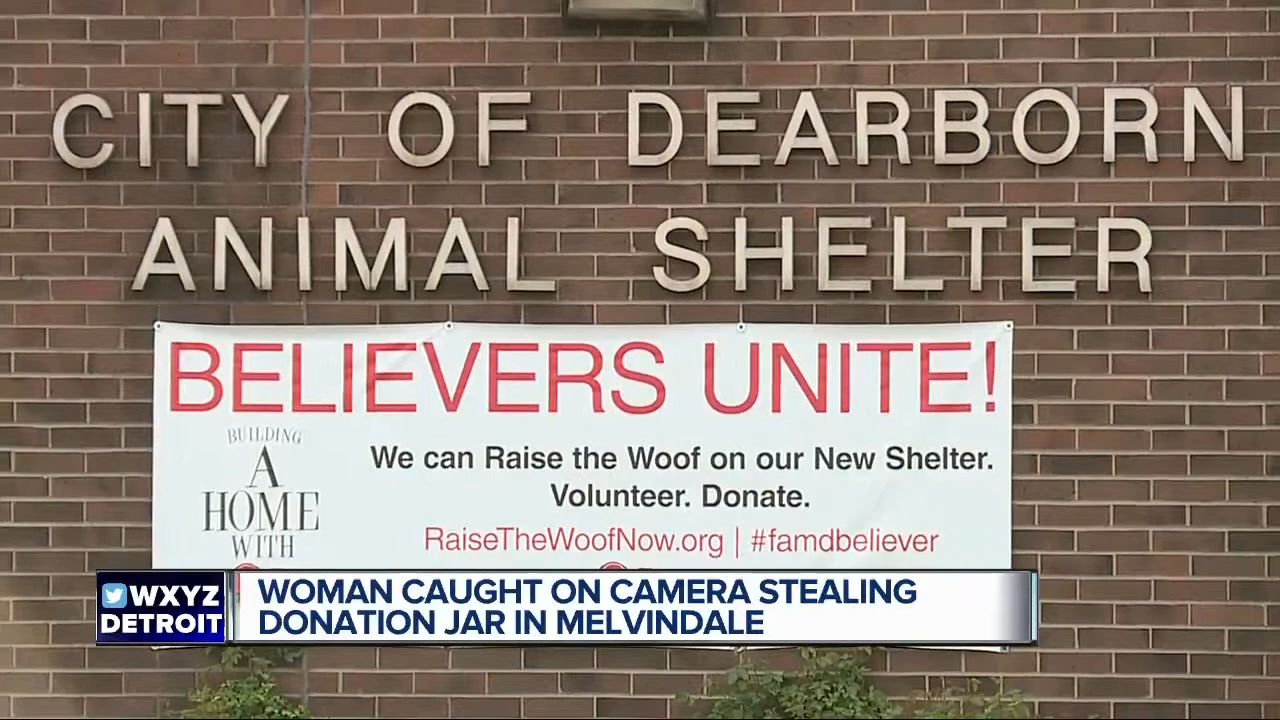 CITY OF DEARBORN
ANIMAL SHELTER
BELIEVERS UNITE!
BUILDING
A
HOME
WITH
We can Raise the Woof on our New Shelter.
Volunteer. Donate.
RaiseTheWoofNow.org | #famdbeliever
WXYZ
DETROIT
WOMAN CAUGHT ON CAMERA STEALING
DONATION JAR IN MELVINDALE